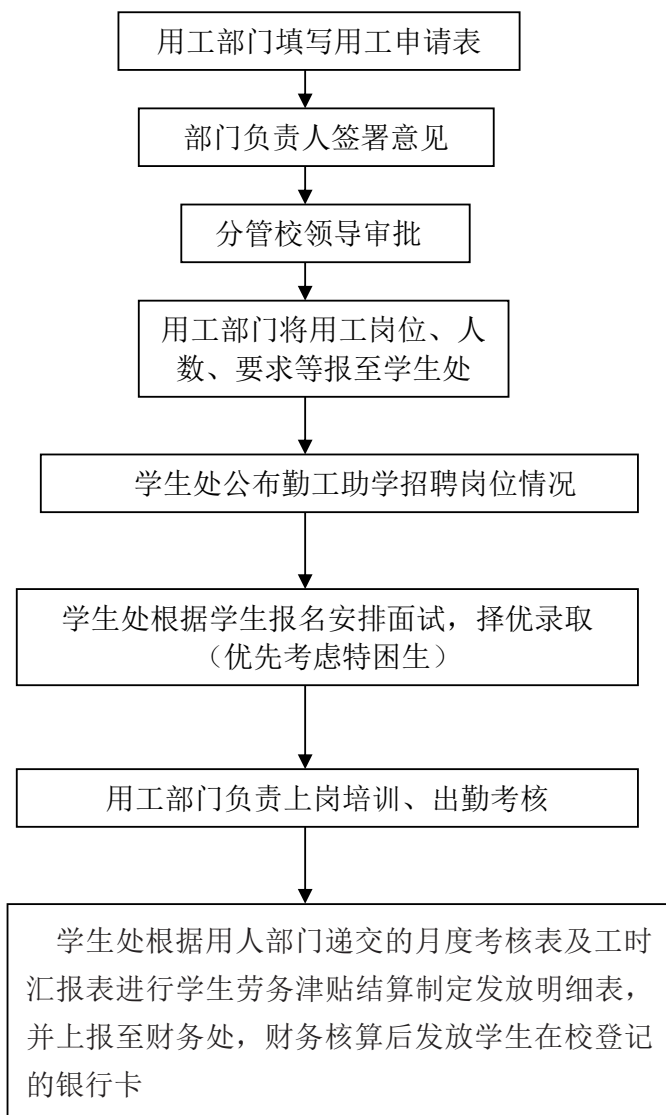 用工部门填写用工申请表
部门负责人签署意见
分管校领导审批
用工部门将用工岗位、人
数、要求等报至学生处
学生处公布勤工助学招聘岗位情况
学生处根据学生报名安排面试，择优录取
（优先考虑特困生）
用工部门负责上岗培训、出勤考核
学生处根据用人部门递交的月度考核表及工时
汇报表进行学生劳务津贴结算制定发放明细表，
并上报至财务处，财务核算后发放学生在校登记
的银行卡